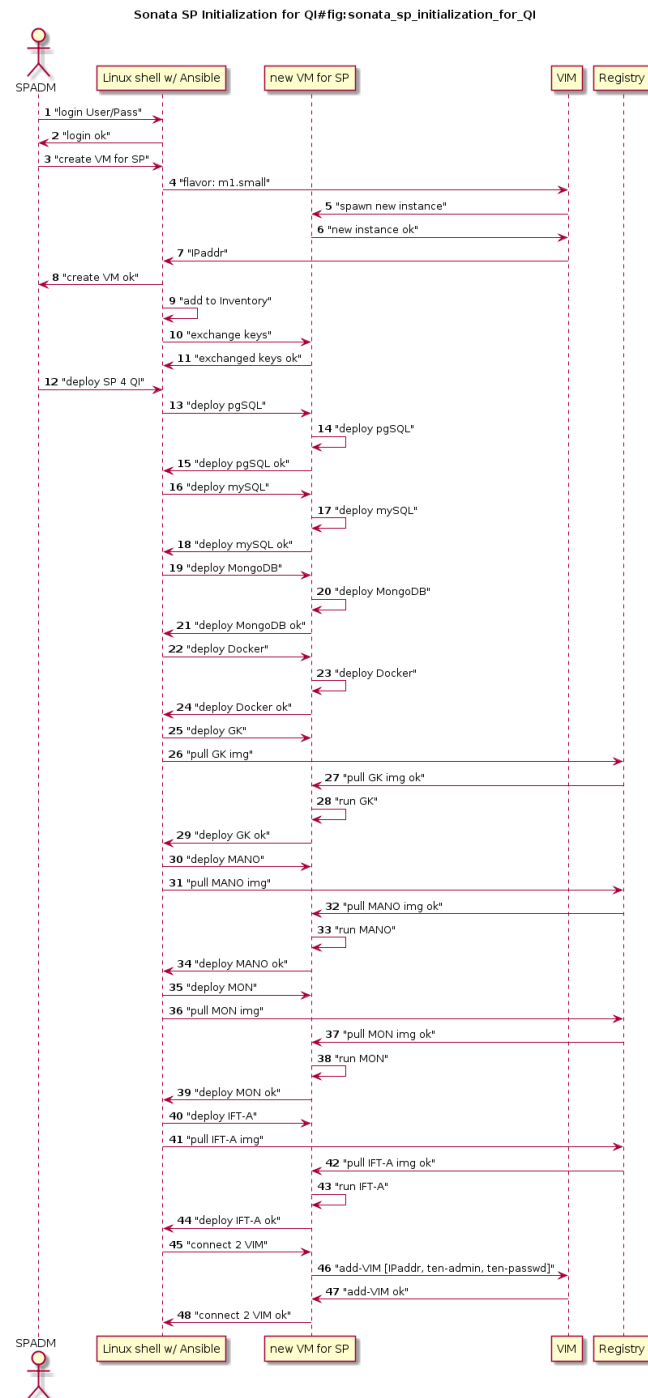 Sonata SP Initialization for QI#fig:sonata_sp_initialization_for_QI
SPADM
Linux shell w/ Ansible
new VM for SP
VIM
Registry
1 "login User/Pass"
2 "login ok"
3 "create VM for SP"
4 "flavor: m1.small"
5 "spawn new instance"
6 "new instance ok"
7 "IPaddr"
8 "create VM ok"
9 "add to Inventory"
10 "exchange keys"
11 "exchanged keys ok"
12 "deploy SP 4 QI"
13 "deploy pgSQL"
14 "deploy pgSQL"
15 "deploy pgSQL ok"
16 "deploy mySQL"
17 "deploy mySQL"
18 "deploy mySQL ok"
19 "deploy MongoDB"
20 "deploy MongoDB"
21 "deploy MongoDB ok"
22 "deploy Docker"
23 "deploy Docker"
24 "deploy Docker ok"
25 "deploy GK"
26 "pull GK img"
27 "pull GK img ok"
28 "run GK"
29 "deploy GK ok"
30 "deploy MANO"
31 "pull MANO img"
32 "pull MANO img ok"
33 "run MANO"
34 "deploy MANO ok"
35 "deploy MON"
36 "pull MON img"
37 "pull MON img ok"
38 "run MON"
39 "deploy MON ok"
40 "deploy IFT-A"
41 "pull IFT-A img"
42 "pull IFT-A img ok"
43 "run IFT-A"
44 "deploy IFT-A ok"
45 "connect 2 VIM"
46 "add-VIM [IPaddr, ten-admin, ten-passwd]"
47 "add-VIM ok"
48 "connect 2 VIM ok"
SPADM
Linux shell w/ Ansible
new VM for SP
VIM
Registry